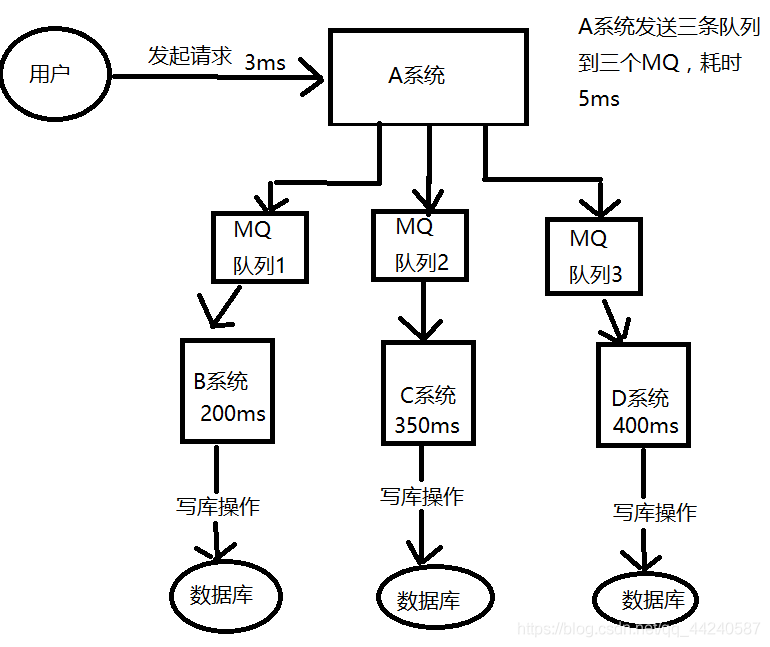 用户
发起请求 3ms
A系统
A系统发送三条队列
到三个MQ，耗时
5ms
MQ
队列1
MQ
队列2
MQ
队列3
B系统
200ms
C系统
350ms
D系统
400ms
写库操作
写库操作
写库操作
数据库
数据库
数据库
https://blog.csdn.net/qq_44240587